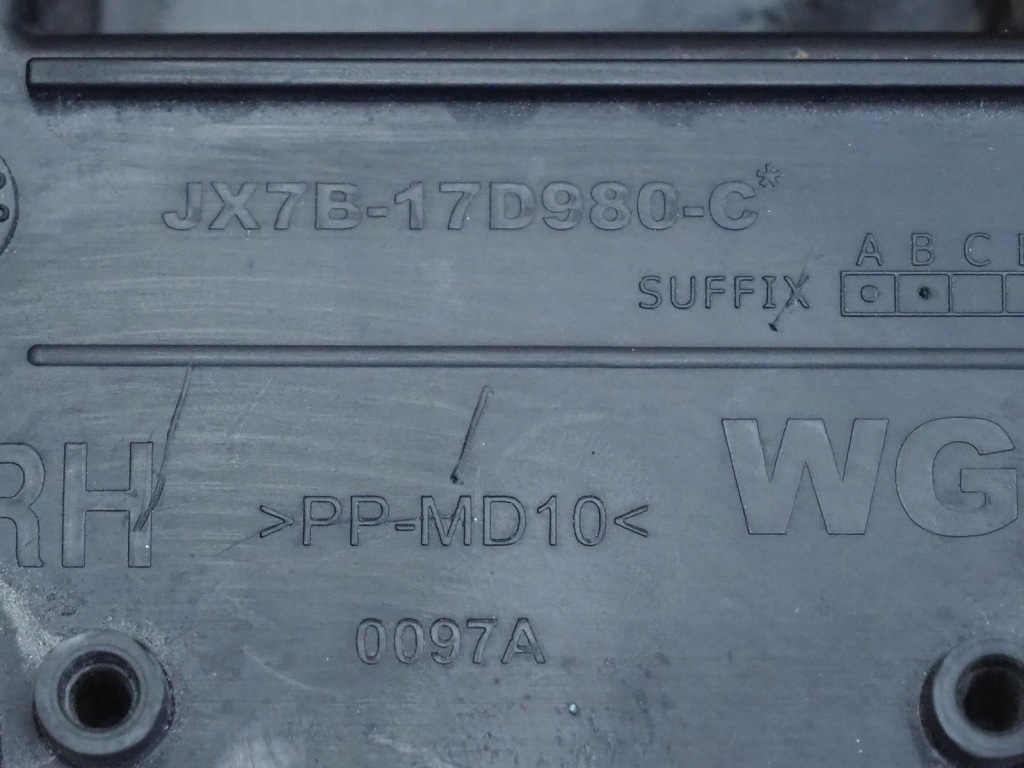 JX7B-17D980-C*
A B C
SUFFIX
RH
WG
>PP-MD10<
0097A